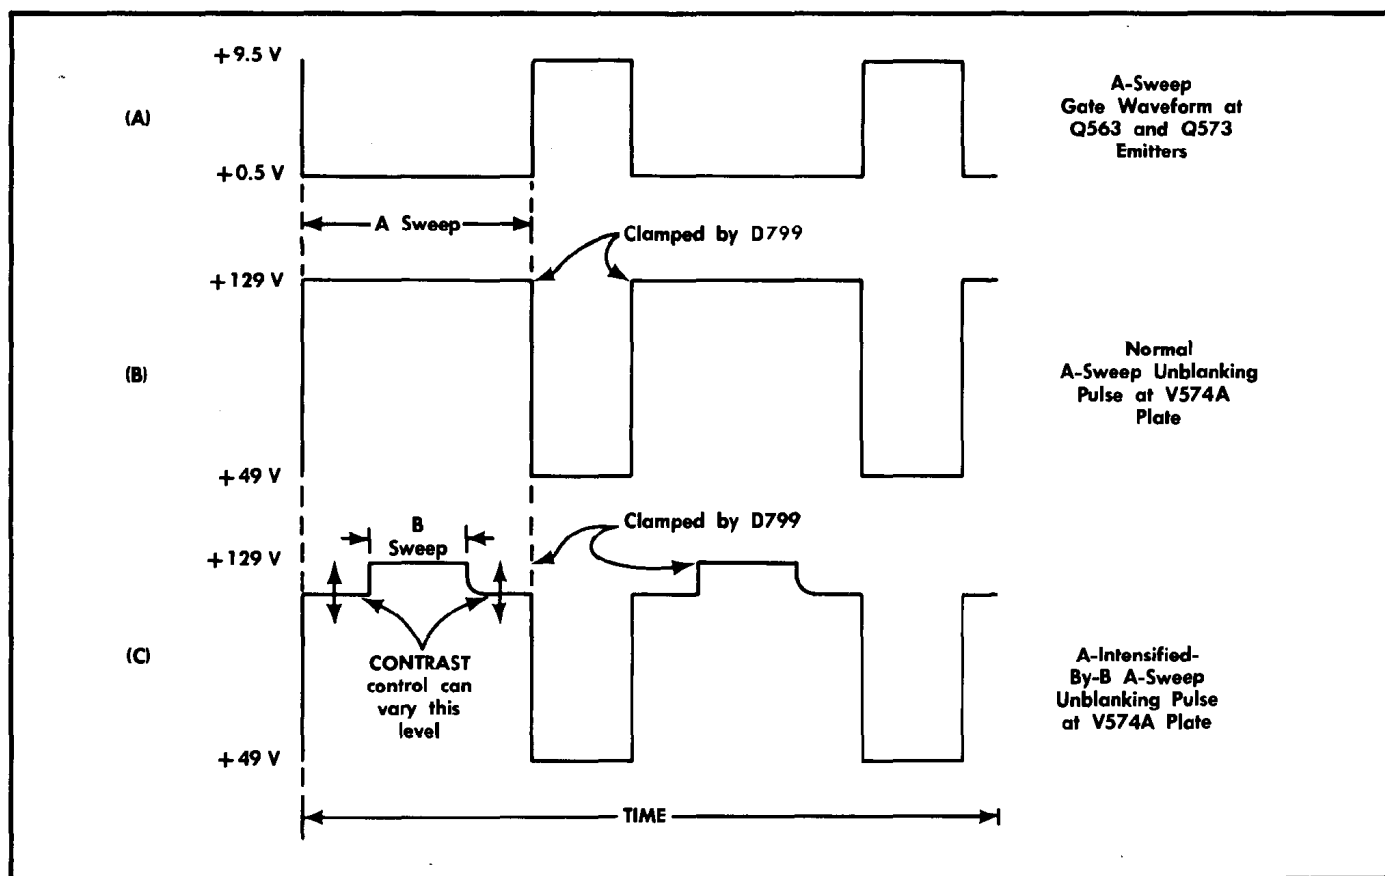 +9.5 V
(A)
+0.5 V
A-Sweep
Gate Waveform at
Q563 and Q573
Emitters
A Sweep
Clamped by D799
+129 V
(B)
+49 V
Normal
A-Sweep Unblanking
Pulse at V574A
Plate
B
Sweep
Clamped by D799
+129 V
(C)
CONTRAST
control can
vary this
level
+49 V
A-Intensified-
By-B A-Sweep
Unblanking Pulse
at V574A Plate
TIME